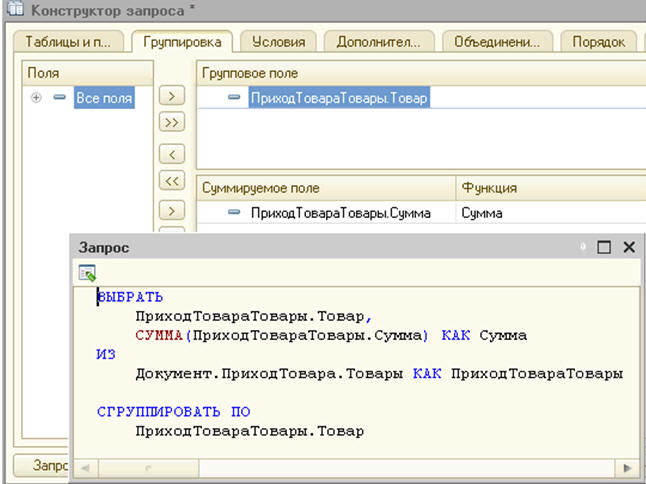 Конструктор запроса *
Таблицы и п... Группировка Условия Дополнител... Объединени... Порядок
Поля
Групповое поле
Все поля
ПриходТовараТовары.Товар
>
>>
<
<<
Суммируемое поле Функция
>
ПриходТовараТовары.Сумма Сумма
Запрос
ВЫБРАТЬ
ПриходТовараТовары.Товар,
СУММА(ПриходТовараТовары.Сумма) КАК Сумма
ИЗ
Документ.ПриходТовара.Товары КАК ПриходТовараТовары
СГРУППИРОВАТЬ ПО
ПриходТовараТовары.Товар
Запро